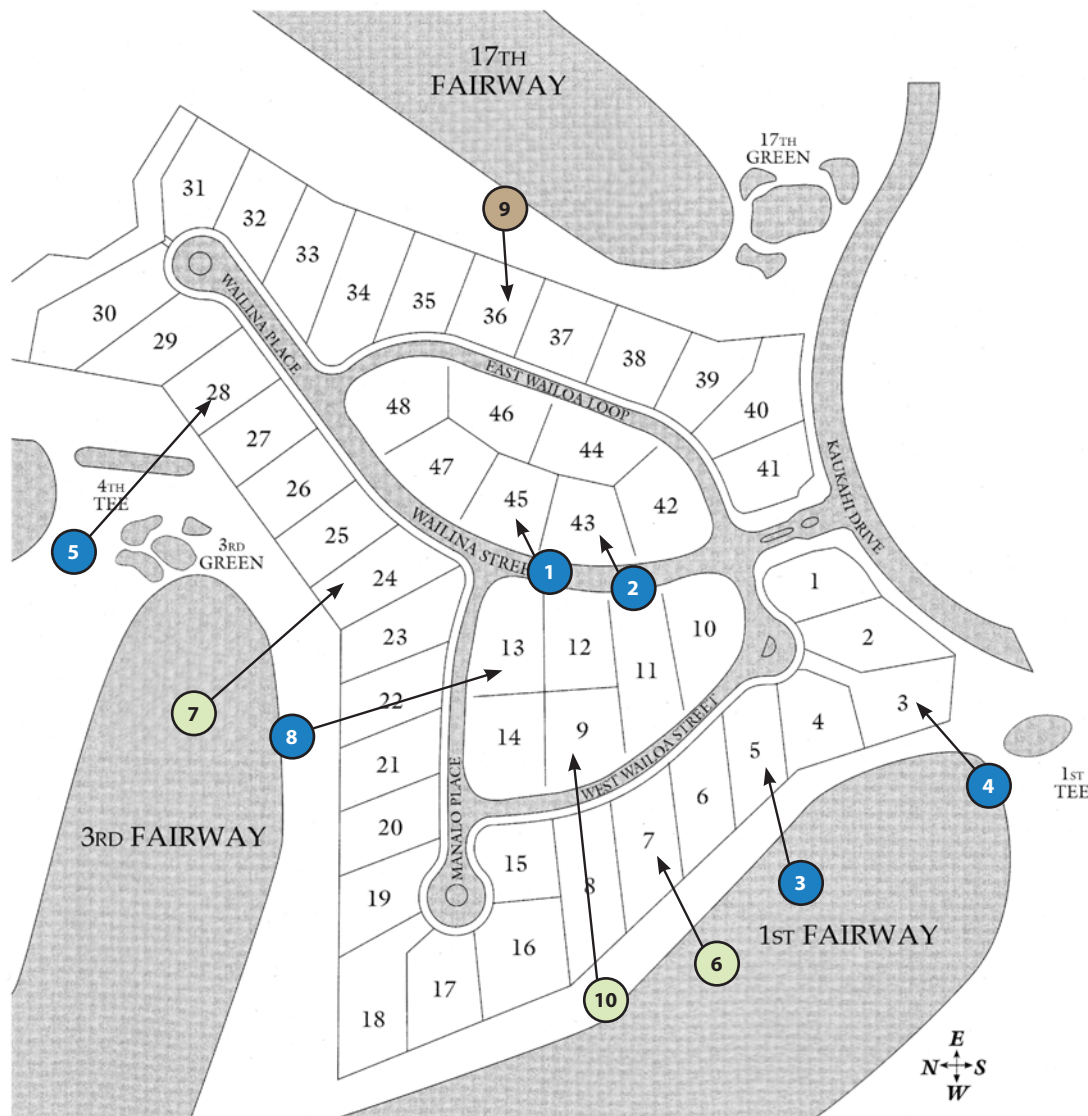 17TH
FAIRWAY
17TH
GREEN
31
9
32
33
34
35
36
37
38
39
40
41
30
29
28
27
26
25
24
23
22
21
20
19
18
17
16
15
14
13
12
11
10
9
8
7
6
5
4
3
2
1
48
46
44
47
45
43
42
WAILINA PLACE
EAST WAILOA LOOP
KAUKAHI DRIVE
WAILINA STREE
4TH
TEE
5
3RD
GREEN
1
2
7
8
WEST WAILOA STREET
MANALO PLACE
4
1ST
TEE
3RD FAIRWAY
3
1ST FAIRWAY
6
10
E
N
S
W